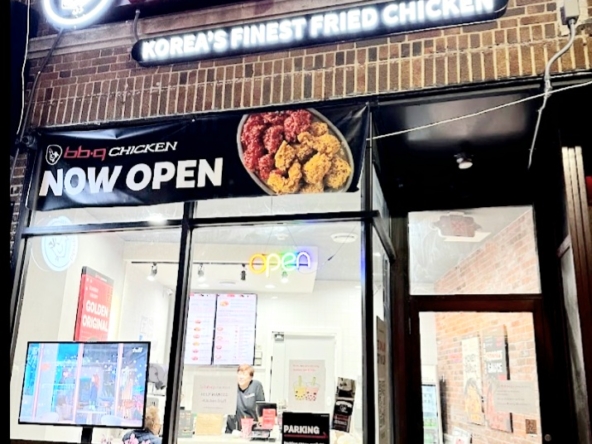 KOREA'S FINEST FRIED CHICKEN
bb.q CHICKEN
NOW OPEN
open
GOLDEN
ORIGINAL
PARKING